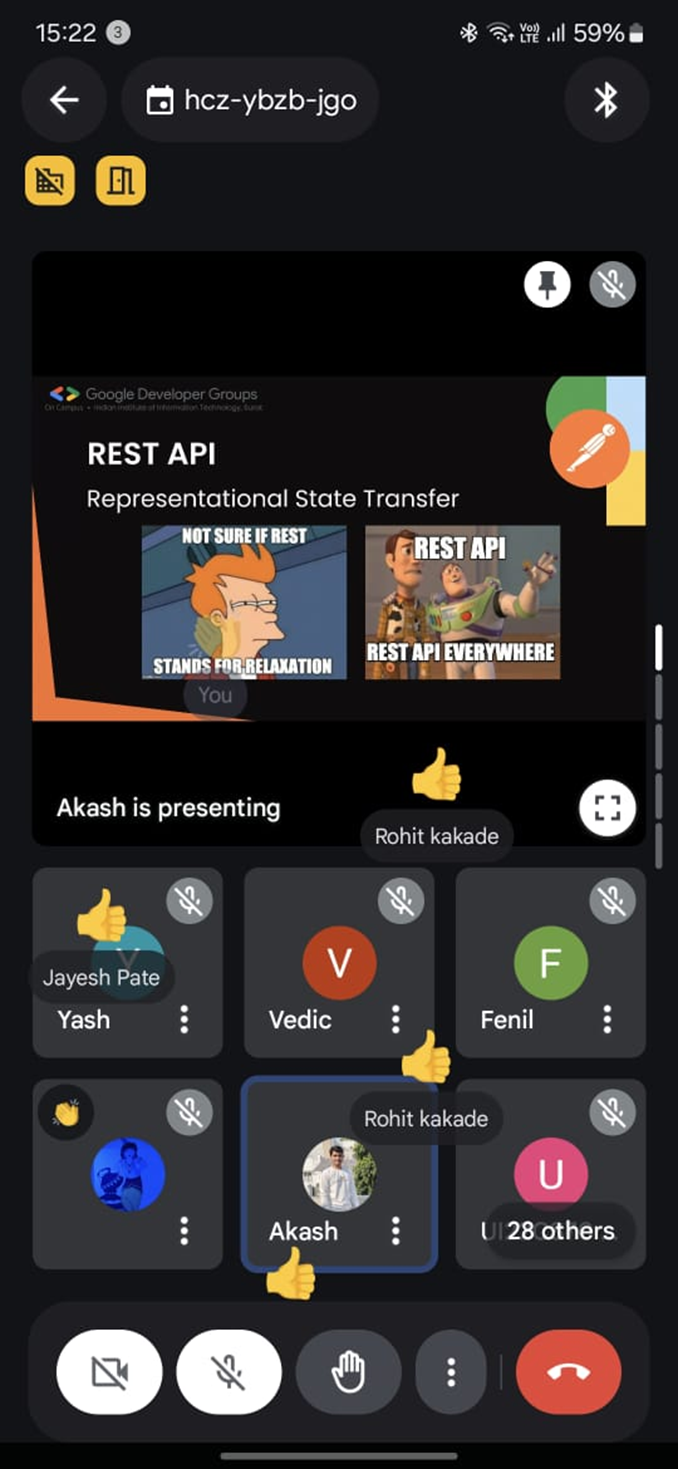 15:22 3 Vo)) LTE 59%
hcz-ybzb-jgo
Google Developer Groups
On Campus • Indian Institute of Information Technology, Surat
REST API
Representational State Transfer
NOT SURE IF REST
STANDS FOR RELAXATION
REST API
REST API EVERYWHERE
You
Akash is presenting
Rohit kakade
Jayesh Pate
Yash
V
Vedic
F
Fenil
Rohit kakade
Akash
U
28 others